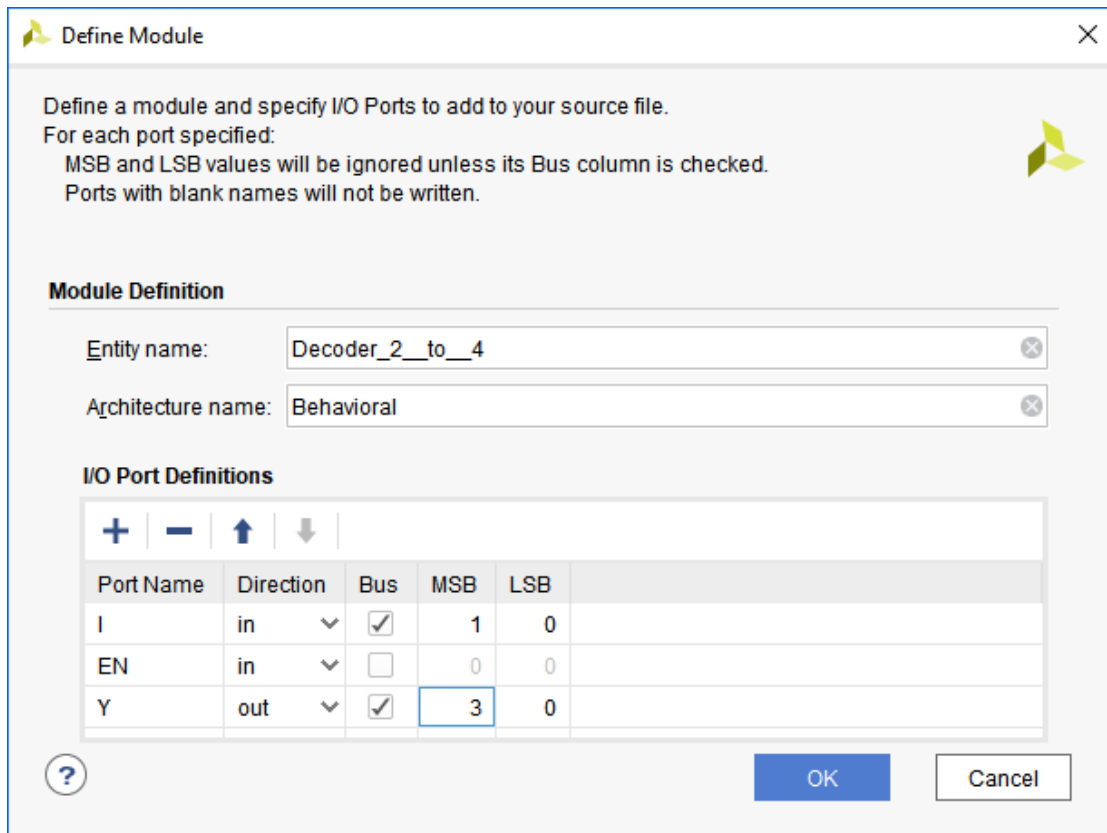 Define Module
Define a module and specify I/O Ports to add to your source file.
For each port specified:
MSB and LSB values will be ignored unless its Bus column is checked.
Ports with blank names will not be written.
Module Definition
Entity name: Decoder_2__to__4
Architecture name: Behavioral
I/O Port Definitions
Port Name Direction Bus MSB LSB
I in 1 0
EN in 0 0
Y out 3 0
? OK Cancel